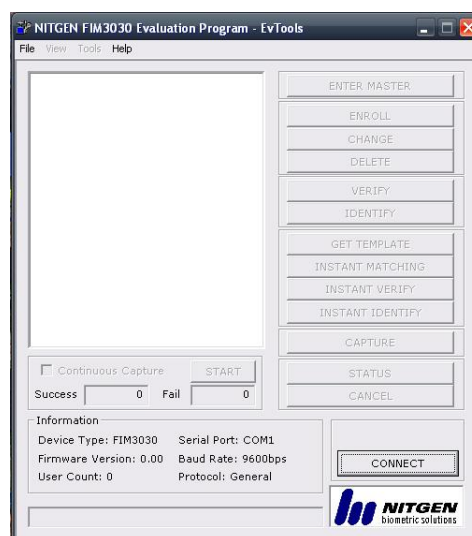 NITGEN FIM3030 Evaluation Program - EvTools
File View Tools Help
ENTER MASTER
ENROLL
CHANGE
DELETE
VERIFY
IDENTIFY
GET TEMPLATE
INSTANT MATCHING
INSTANT VERIFY
INSTANT IDENTIFY
CAPTURE
Continuous Capture START
STATUS
Success 0 Fail 0
CANCEL
Information
Device Type: FIM3030 Serial Port: COM1
Firmware Version: 0.00 Baud Rate: 9600bps
User Count: 0 Protocol: General
CONNECT
NITGEN
biometric solutions